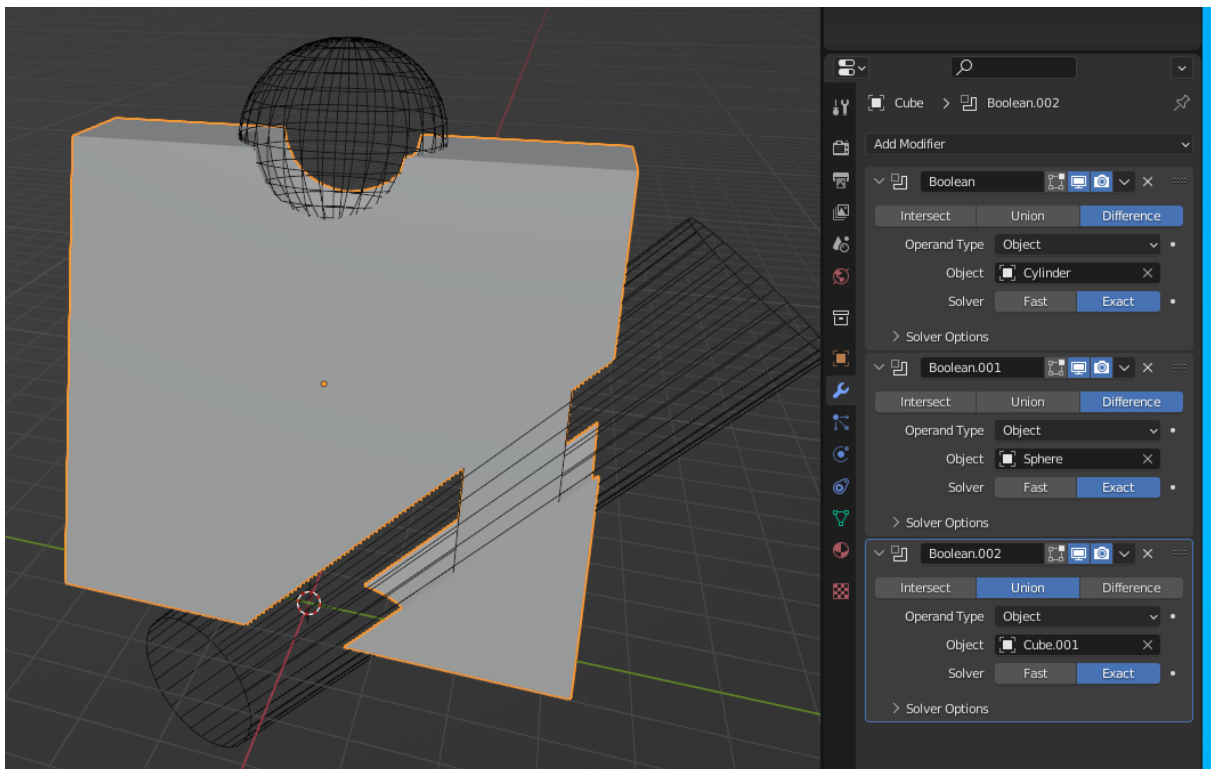 Cube > Boolean.002
Add Modifier
Boolean
Intersect Union Difference
Operand Type Object
Object Cylinder
Solver Fast Exact
Solver Options
Boolean.001
Intersect Union Difference
Operand Type Object
Object Sphere
Solver Fast Exact
Solver Options
Boolean.002
Intersect Union Difference
Operand Type Object
Object Cube.001
Solver Fast Exact
Solver Options